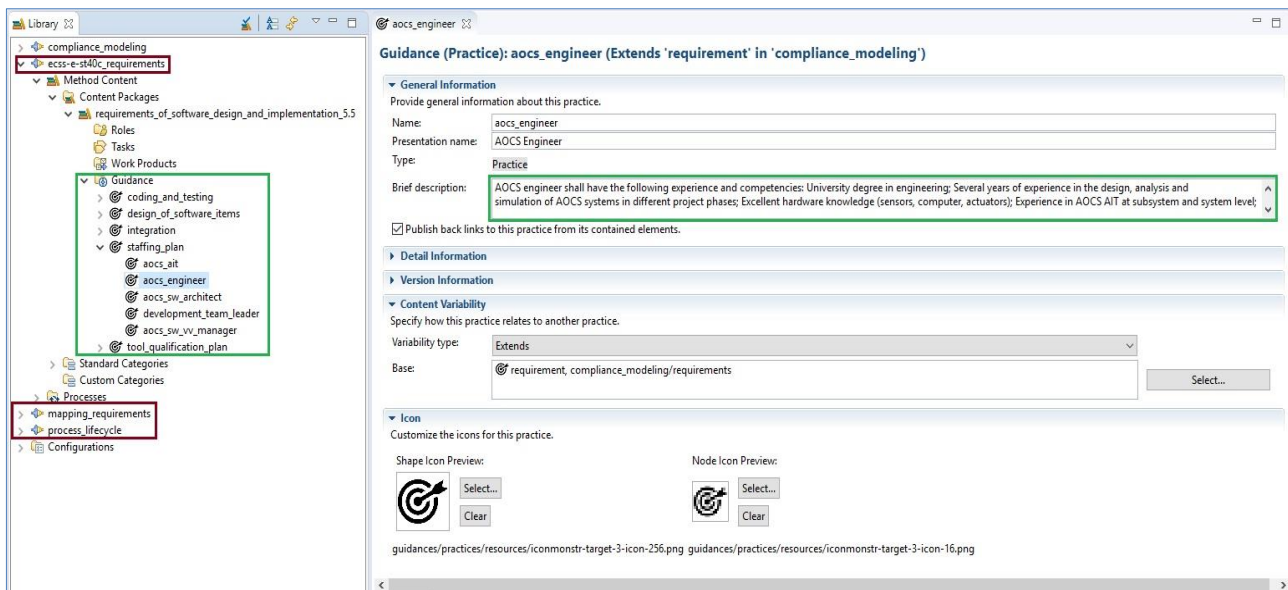 Library
compliance_modeling
ecss-e-st40c_requirements
Method Content
Content Packages
requirements_of_software_design_and_implementation_5.5
Roles
Tasks
Work Products
Guidance
coding_and_testing
design_of_software_items
integration
staffing_plan
aocs_ait
aocs_engineer
aocs_sw_architect
development_team_leader
aocs_sw_vv_manager
tool_qualification_plan
Standard Categories
Custom Categories
Processes
mapping_requirements
process_lifecycle
Configurations
aocs_engineer
Guidance (Practice): aocs_engineer (Extends 'requirement' in 'compliance_modeling')
General Information
Provide general information about this practice.
Name: aocs_engineer
Presentation name: AOCS Engineer
Type: Practice
Brief description: AOCS engineer shall have the following experience and competencies: University degree in engineering; Several years of experience in the design, analysis and
simulation of AOCS systems in different project phases; Excellent hardware knowledge (sensors, computer, actuators); Experience in AOCS AIT at subsystem and system level;
Publish back links to this practice from its contained elements.
Detail Information
Version Information
Content Variability
Specify how this practice relates to another practice.
Variability type: Extends
Base: requirement, compliance_modeling/requirements
Select...
Icon
Customize the icons for this practice.
Shape Icon Preview: Node Icon Preview:
Select... Select...
Clear Clear
guidances/practices/resources/iconmonstr-target-3-icon-256.png guidances/practices/resources/iconmonstr-target-3-icon-16.png